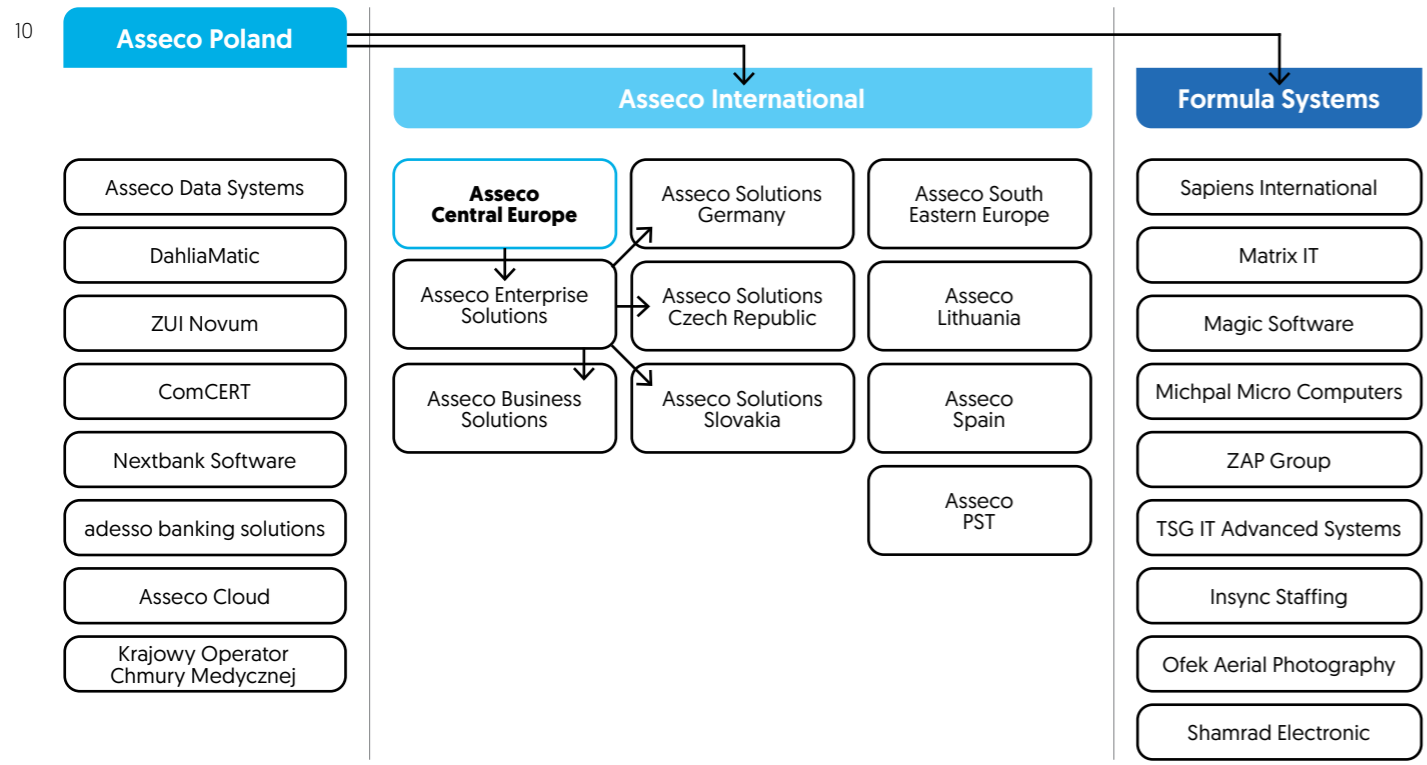 10
Asseco Poland
Asseco International
Formula Systems
Asseco Data Systems
DahliaMatic
ZUI Novum
ComCERT
Nextbank Software
adesso banking solutions
Asseco Cloud
Krajowy Operator
Chmury Medycznej
Asseco
Central Europe
Asseco Enterprise
Solutions
Asseco Business
Solutions
Asseco Solutions
Germany
Asseco Solutions
Czech Republic
Asseco Solutions
Slovakia
Asseco South
Eastern Europe
Asseco
Lithuania
Asseco
Spain
Asseco
PST
Sapiens International
Matrix IT
Magic Software
Michpal Micro Computers
ZAP Group
TSG IT Advanced Systems
Insync Staffing
Ofek Aerial Photography
Shamrad Electronic